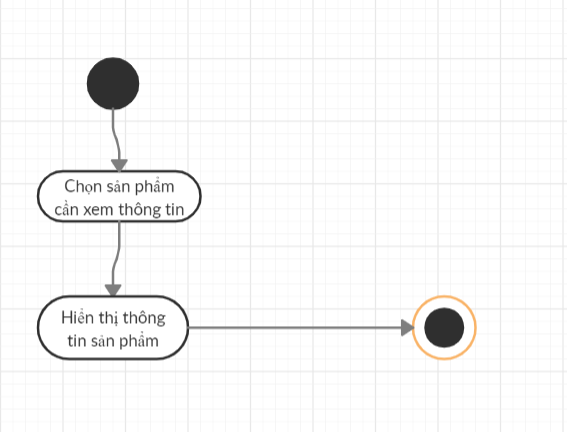 Chọn sản phẩm
cần xem thông tin
Hiển thị thông
tin sản phẩm